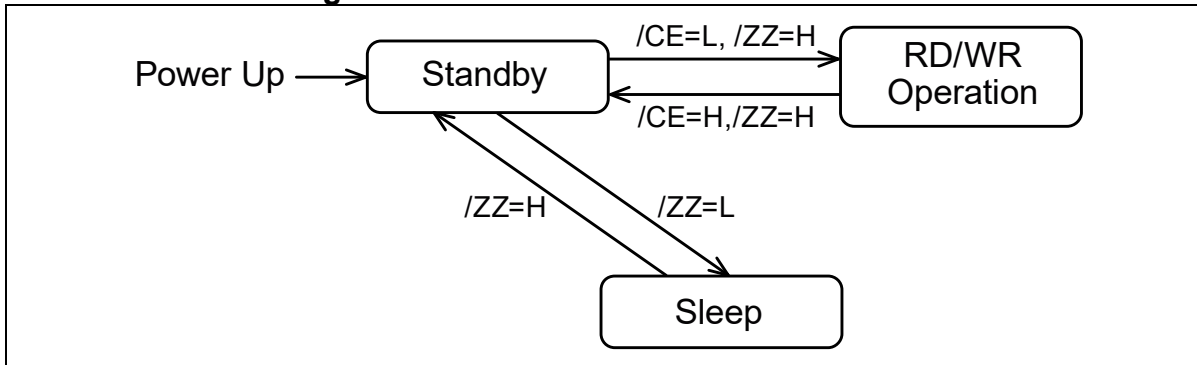 Power Up
Standby
/CE=L, /ZZ=H
/CE=H,/ZZ=H
RD/WR
Operation
/ZZ=H
/ZZ=L
Sleep